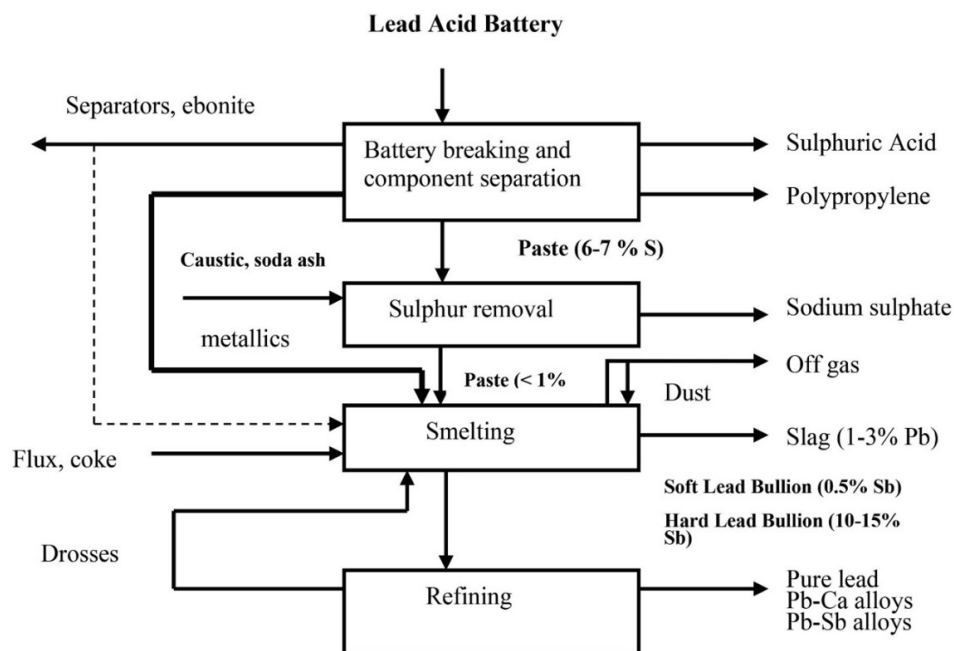 Lead Acid Battery
Separators, ebonite
Battery breaking and
component separation
Sulphuric Acid
Polypropylene
Paste (6-7 % S)
Caustic, soda ash
Sulphur removal
Sodium sulphate
metallics
Paste (< 1%
Off gas
Dust
Smelting
Slag (1-3% Pb)
Flux, coke
Soft Lead Bullion (0.5% Sb)
Hard Lead Bullion (10-15%
Sb)
Drosses
Refining
Pure lead
Pb-Ca alloys
Pb-Sb alloys